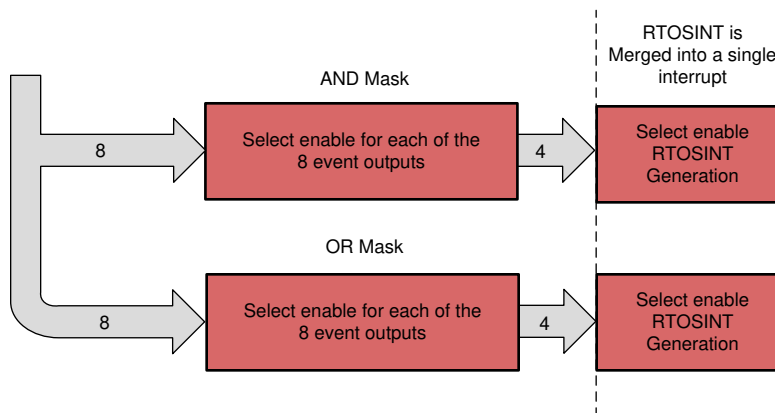 RTOSINT is
Merged into a single
interrupt
AND Mask
8
Select enable for each of the
8 event outputs
4
Select enable
RTOSINT
Generation
OR Mask
8
Select enable for each of the
8 event outputs
4
Select enable
RTOSINT
Generation